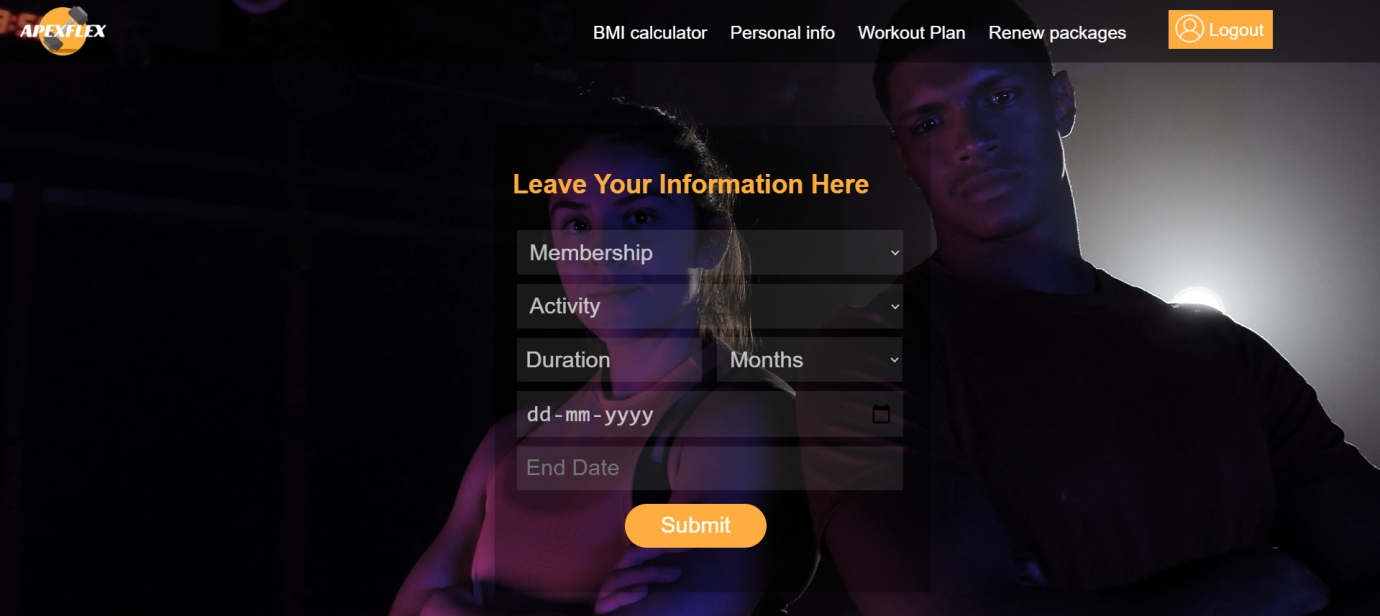 APEXFLEX
BMI calculator Personal info Workout Plan Renew packages Logout
Leave Your Information Here
Membership
Activity
Duration Months
dd-mm-yyyy
End Date
Submit